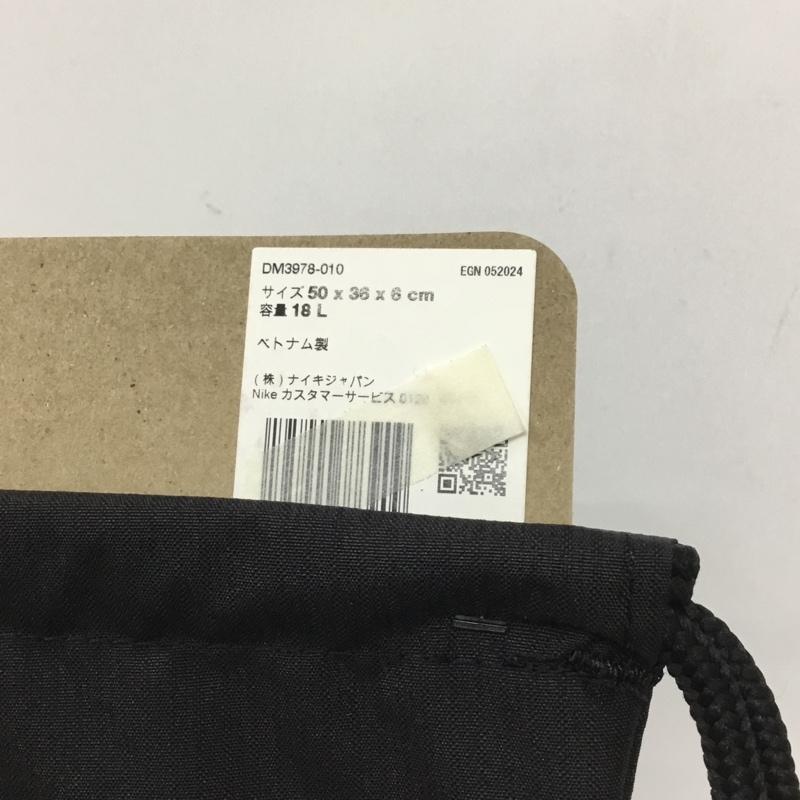 DM3978-010 EGN 052024
サイズ 50 x 36 x 6 cm
容量 18 L
ベトナム製
(株)ナイキジャパン
Nike カスタマーサービス 0120